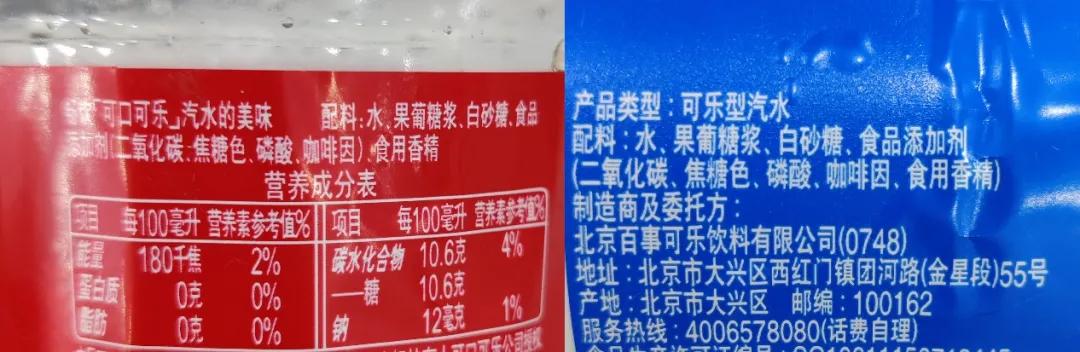 「可口可乐」汽水的美味 配料:水、果葡糖浆、白砂糖、食品
添加剂(二氧化碳、焦糖色、磷酸、咖啡因)、食用香精
营养成分表
项目 每100毫升 营养素参考值% 项目 每100毫升 营养素参考值%
能量 180千焦 2% 碳水化合物 10.6克 4%
蛋白质 0克 0% ——糖 10.6克
脂肪 0克 0% 钠 12毫克 1%
产品类型:可乐型汽水
配料:水、果葡糖浆、白砂糖、食品添加剂
(二氧化碳、焦糖色、磷酸、咖啡因、食用香精)
制造商及委托方:
北京百事可乐饮料有限公司(0748)
地址:北京市大兴区西红门镇团河路(金星段)55号
产地:北京市大兴区 邮编:100162
服务热线:4006578080(话费自理)